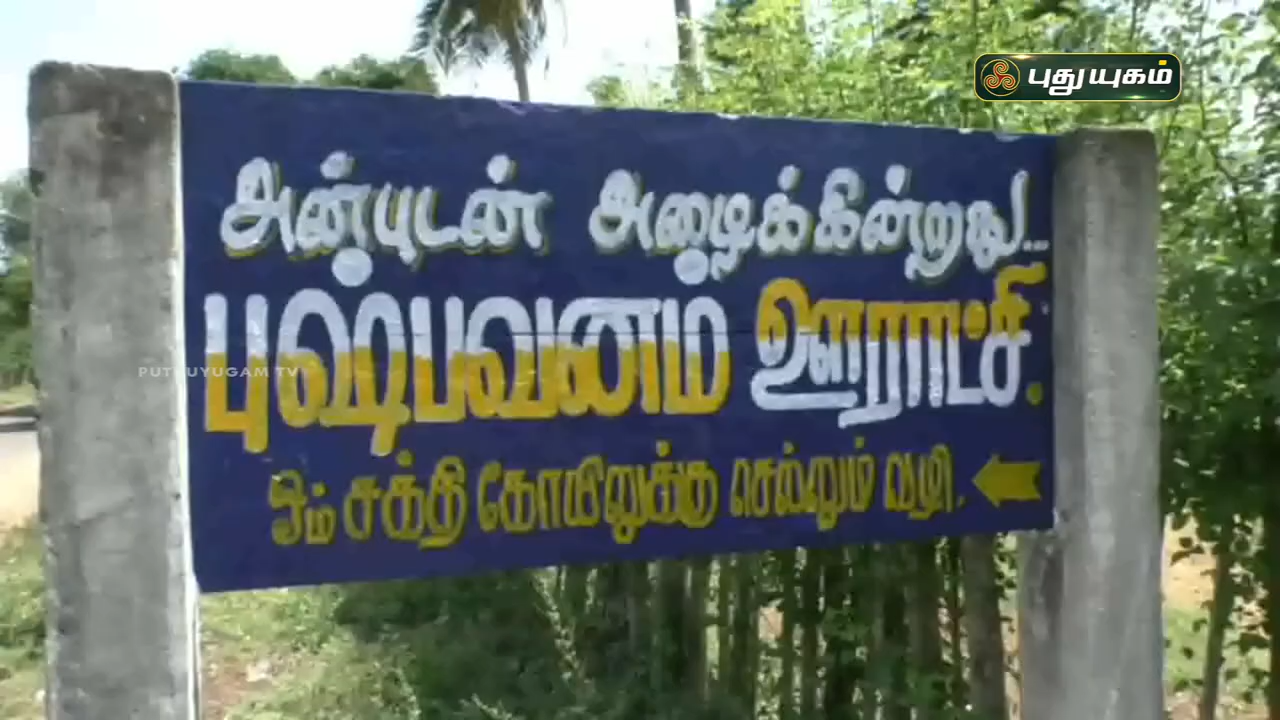 புதுயுகம்
அன்புடன் அழைக்கின்றது...
புஷ்பவனம் ஊராட்சி.
PUTHUYUGAM TV
ஓம் சக்தி கோயிலுக்கு செல்லும் வழி.